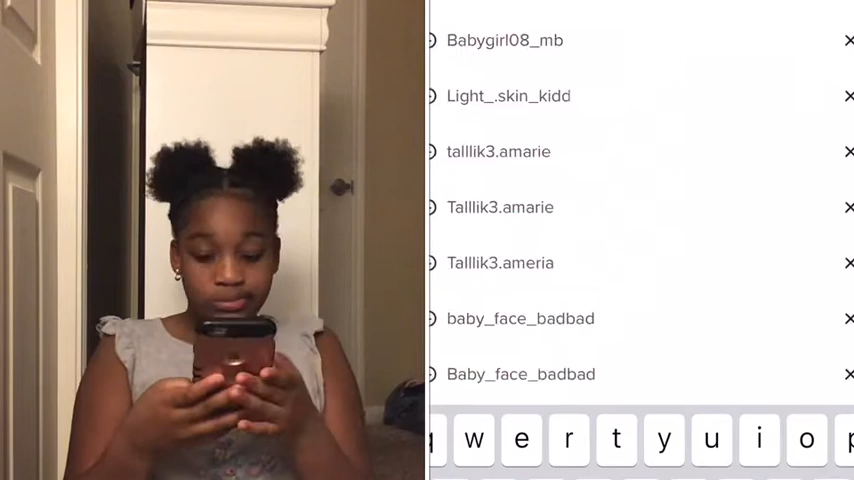 Babygirl08_mb
Light_.skin_kidd
talllik3.amarie
Talllik3.amarie
Talllik3.ameria
baby_face_badbad
Baby_face_badbad
q w e r t y u i o p